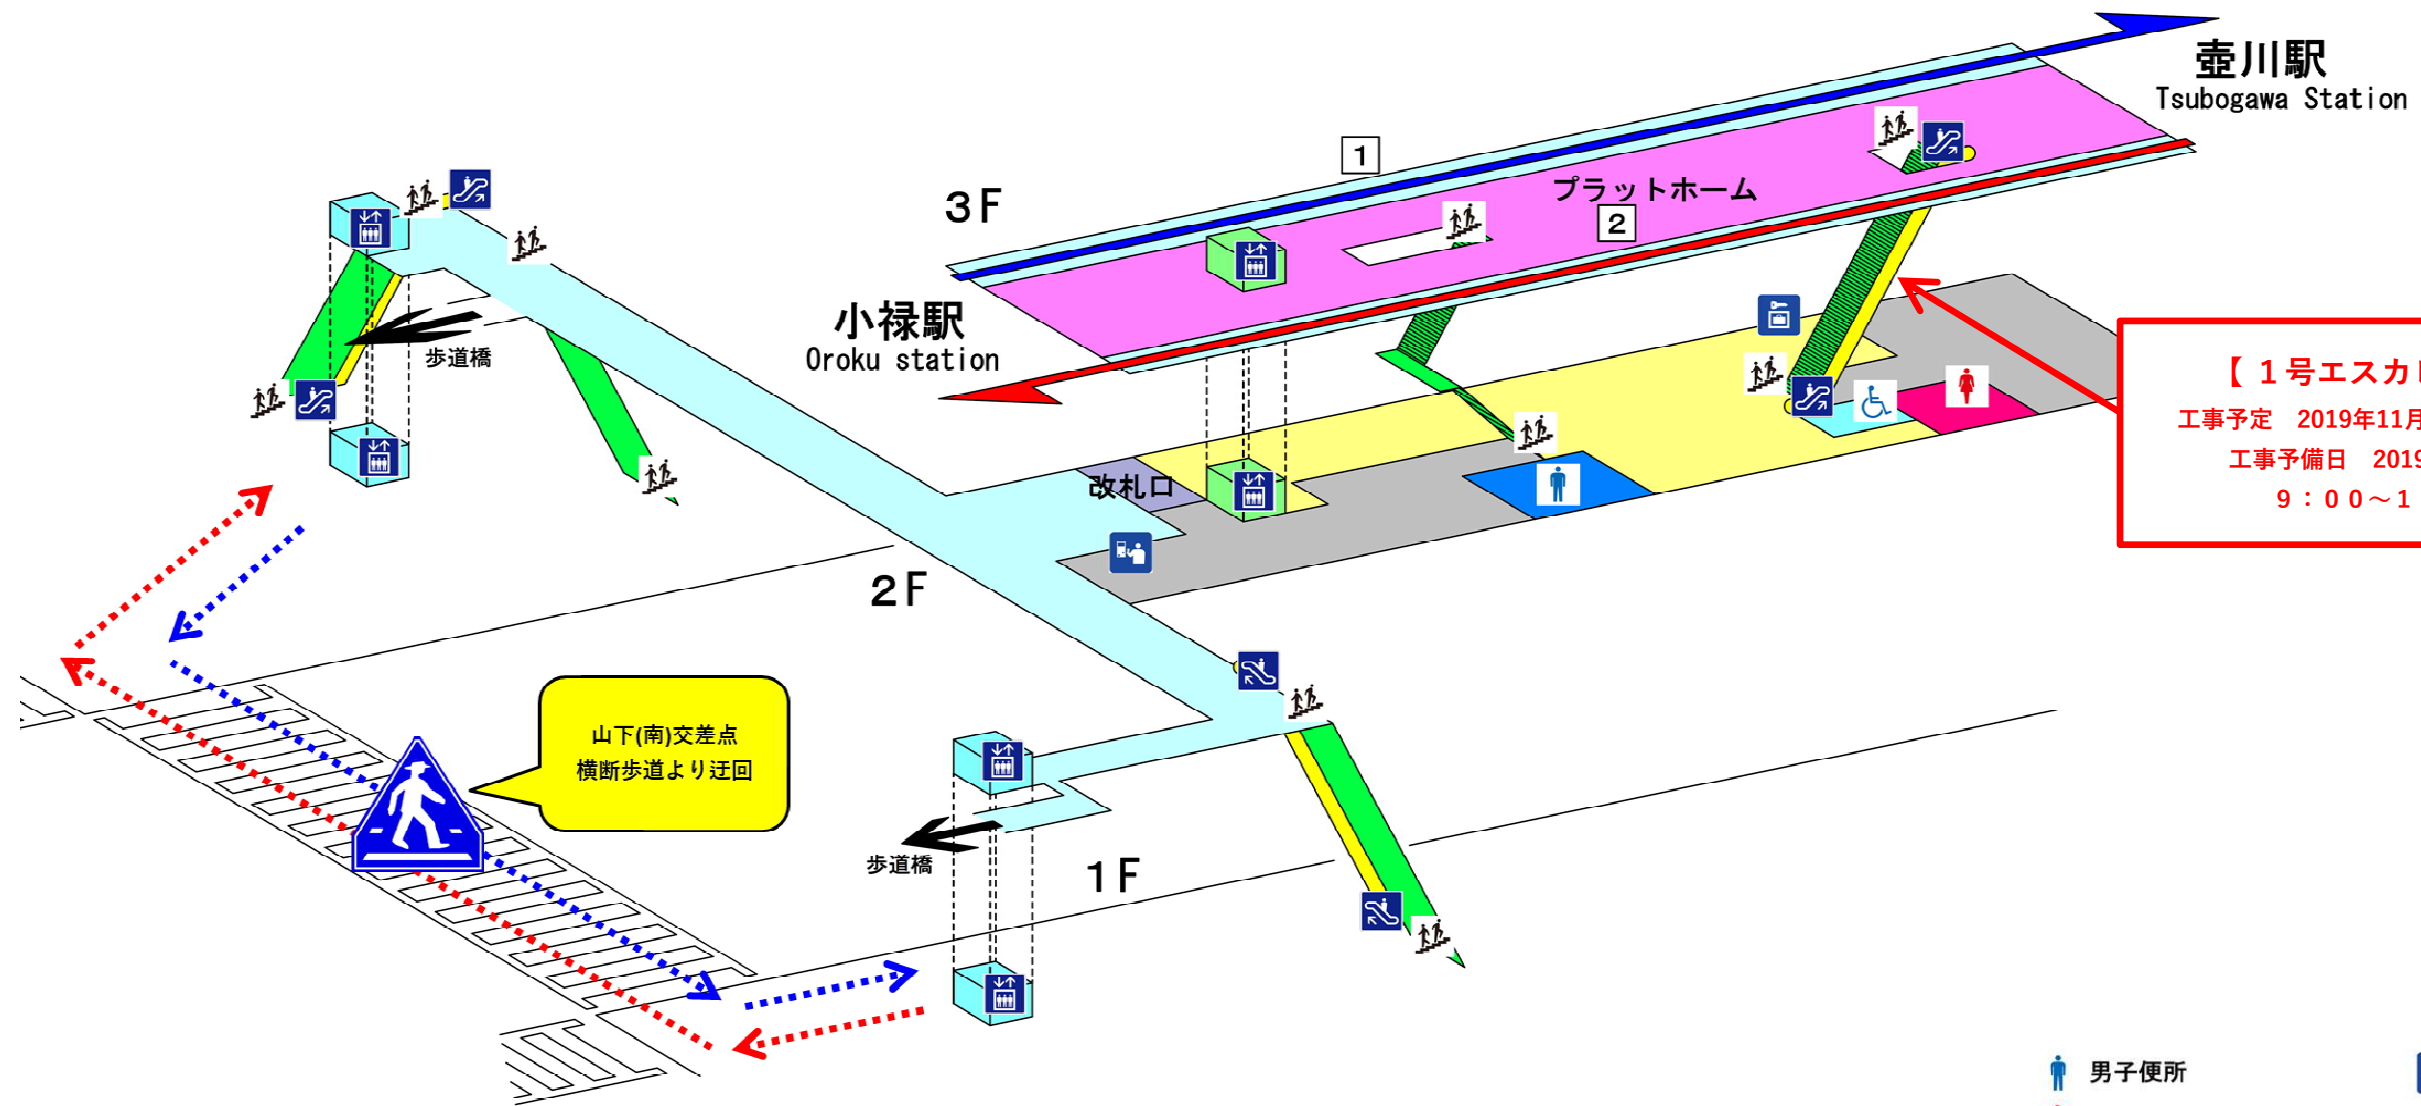 壺川駅
Tsubogawa Station
1
3F
プラットホーム
2
小禄駅
Oroku station
歩道橋
【 1号エスカ
工事予定 2019年11月
工事予備日 2019
9：00～1
改札口
2F
山下(南)交差点
横断歩道より迂回
歩道橋
1F
男子便所